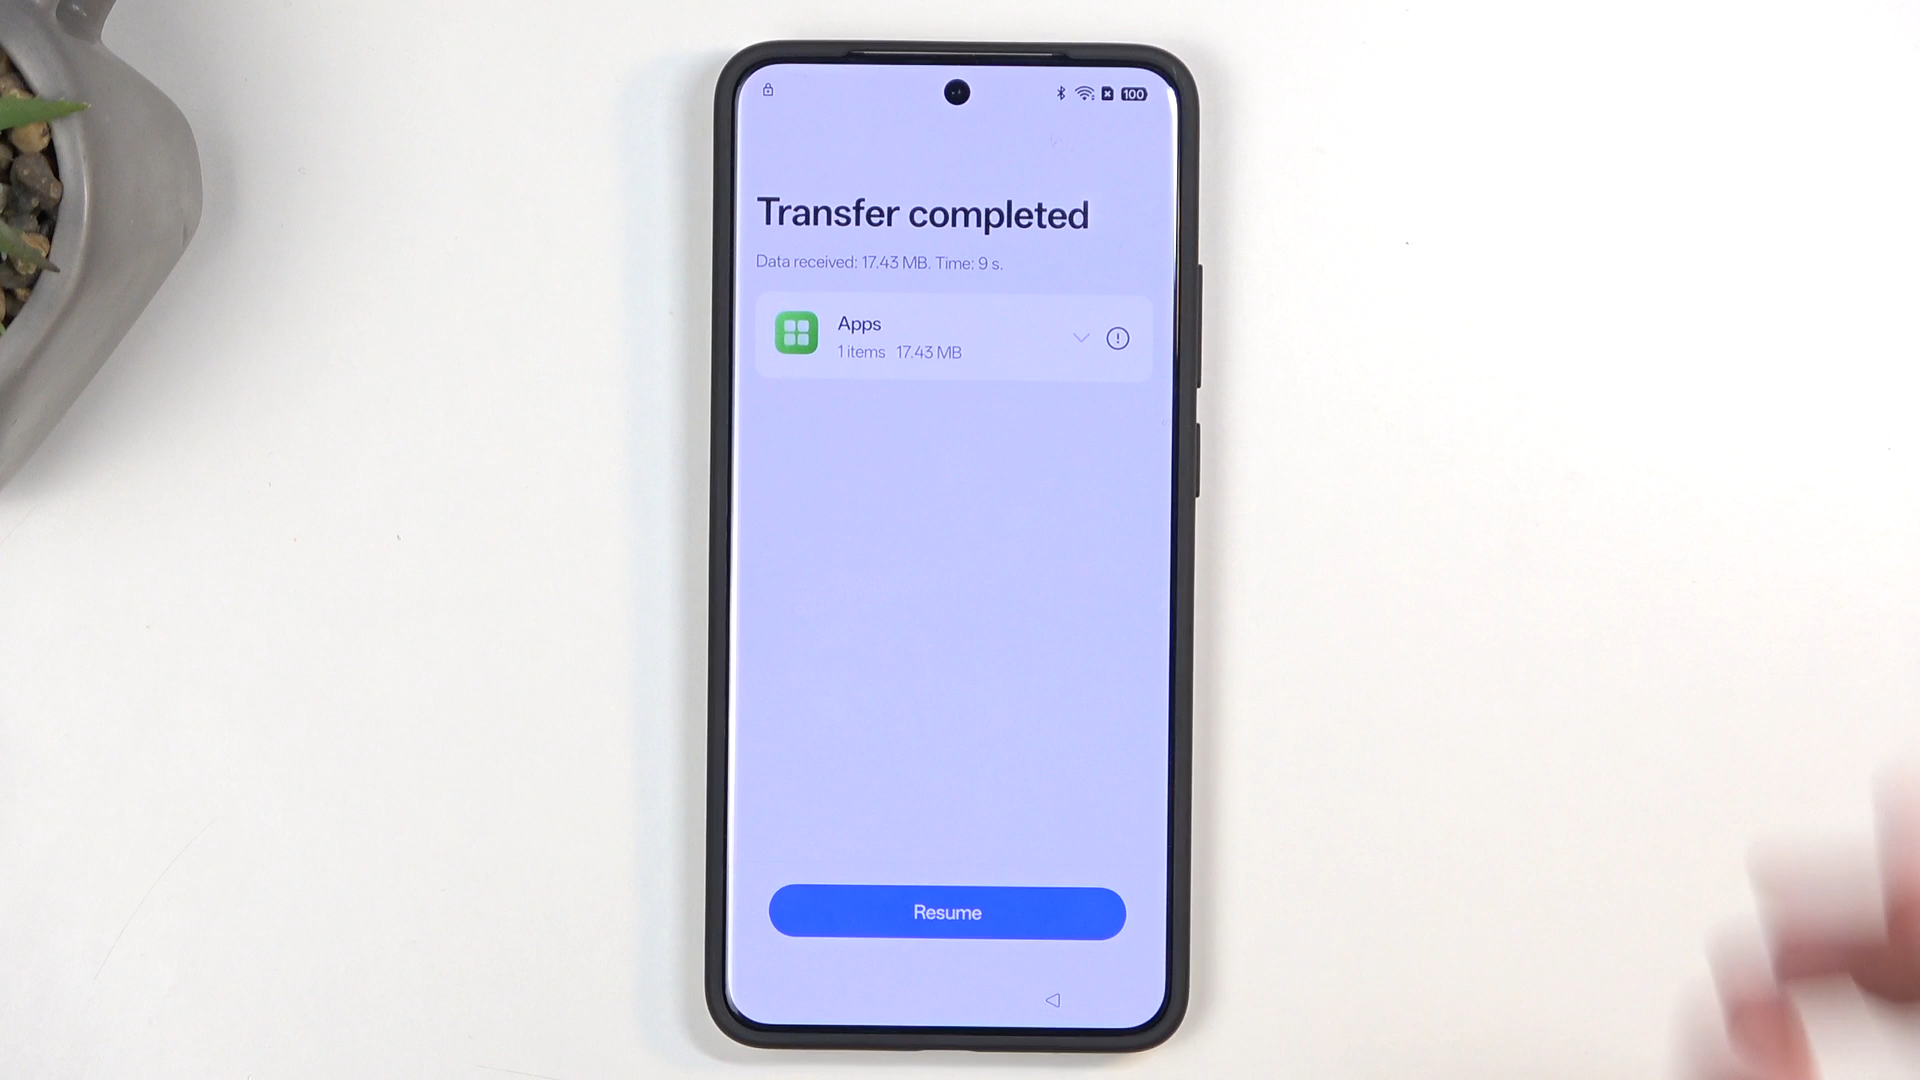 100
Transfer completed
Data received: 17.43 MB. Time: 9 s.
Apps
1 items 17.43 MB
Resume